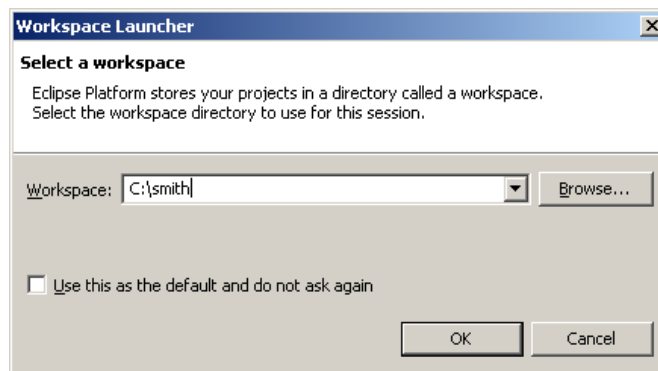 Workspace Launcher
Select a workspace
Eclipse Platform stores your projects in a directory called a workspace.
Select the workspace directory to use for this session.
Workspace: C:\smith Browse...
Use this as the default and do not ask again
OK Cancel